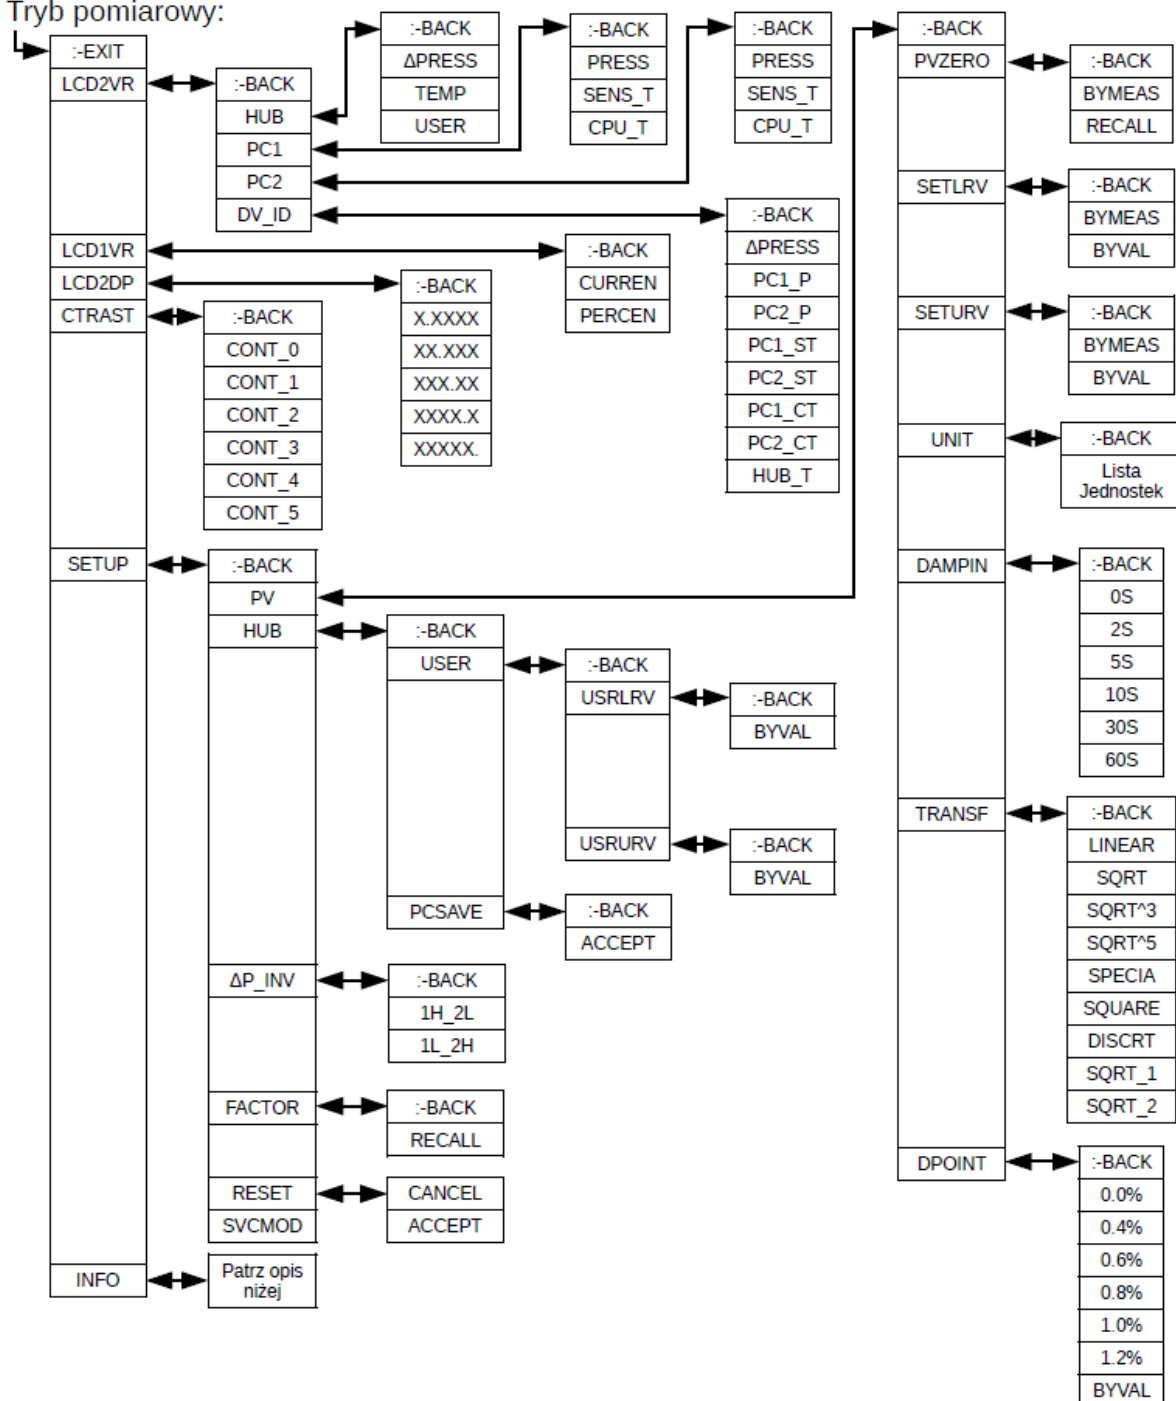 Tryb pomiarowy:
:-EXIT
LCD2VR
:-BACK
HUB
PC1
PC2
DV_ID
:-BACK
ΔPRESS
TEMP
USER
:-BACK
PRESS
SENS_T
CPU_T
:-BACK
PRESS
SENS_T
CPU_T
:-BACK
ΔPRESS
PC1_P
PC2_P
PC1_ST
PC2_ST
PC1_CT
PC2_CT
HUB_T
LCD1VR
:-BACK
CURREN
PERCEN
LCD2DP
:-BACK
X.XXXX
XX.XXX
XXX.XX
XXXX.X
XXXXX.
CTRAST
:-BACK
CONT_0
CONT_1
CONT_2
CONT_3
CONT_4
CONT_5
SETUP
:-BACK
PV
HUB
:-BACK
USER
:-BACK
USRLRV
:-BACK
BYVAL
USRURV
:-BACK
BYVAL
PCSAVE
:-BACK
ACCEPT
ΔP_INV
:-BACK
1H_2L
1L_2H
FACTOR
:-BACK
RECALL
RESET
CANCEL
ACCEPT
SVCMOD
INFO
Patrz opis
niżej
:-BACK
PVZERO
:-BACK
BYMEAS
RECALL
SETLRV
:-BACK
BYMEAS
BYVAL
SETURV
:-BACK
BYMEAS
BYVAL
UNIT
:-BACK
Lista
Jednostek
DAMPIN
:-BACK
0S
2S
5S
10S
30S
60S
TRANSF
:-BACK
LINEAR
SQRT
SQRT^3
SQRT^5
SPECIA
SQUARE
DISCRT
SQRT_1
SQRT_2
DPOINT
:-BACK
0.0%
0.4%
0.6%
0.8%
1.0%
1.2%
BYVAL